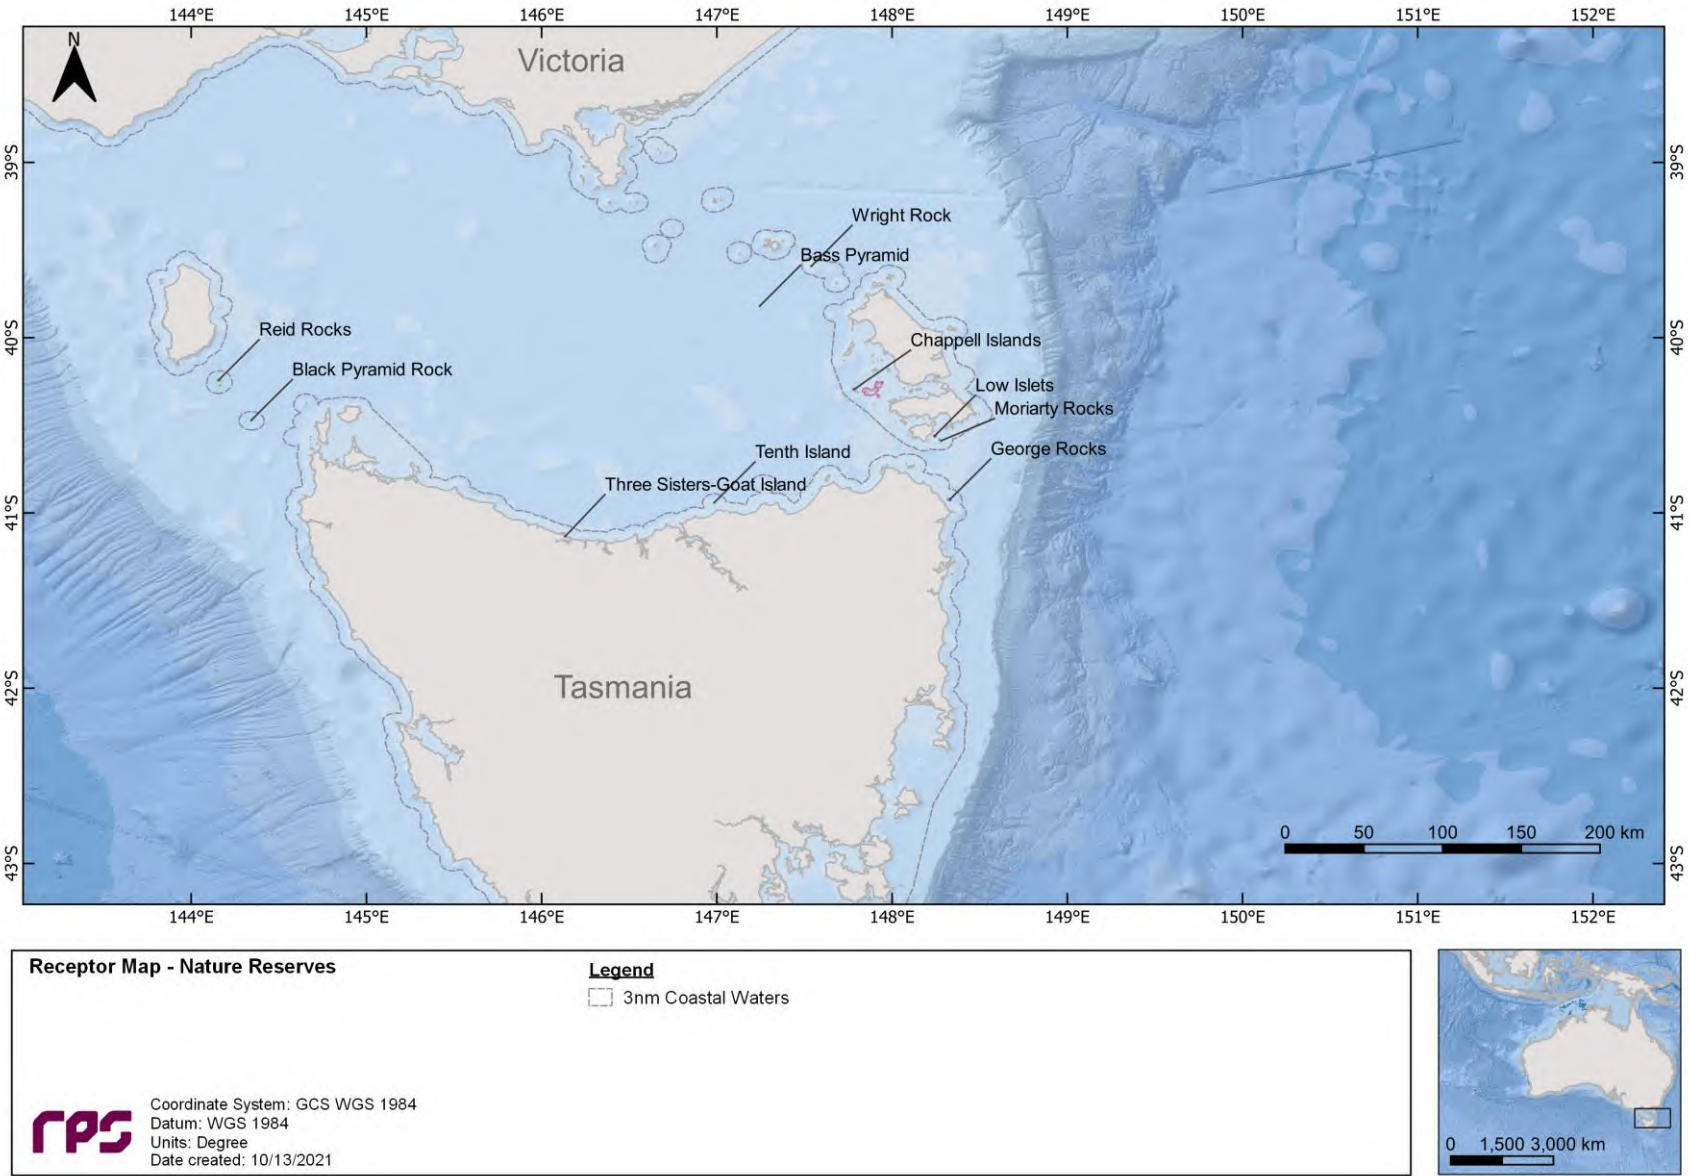 144°E 145°E 146°E 147°E 148°E 149°E 150°E 151°E 152°E
N
Victoria
39°S 39°S
Wright Rock
Bass Pyramid
Reid Rocks
40°S 40°S
Chappell Islands
Black Pyramid Rock
Low Islets
Moriarty Rocks
George Rocks
Tenth Island
Three Sisters-Goat Island
41°S 41°S
Tasmania
42°S 42°S
0 50 100 150 200 km
43°S 43°S
144°E 145°E 146°E 147°E 148°E 149°E 150°E 151°E 152°E
Receptor Map - Nature Reserves
Legend
3nm Coastal Waters
rps
Coordinate System: GCS WGS 1984
Datum: WGS 1984
Units: Degree
Date created: 10/13/2021
0 1,500 3,000 km